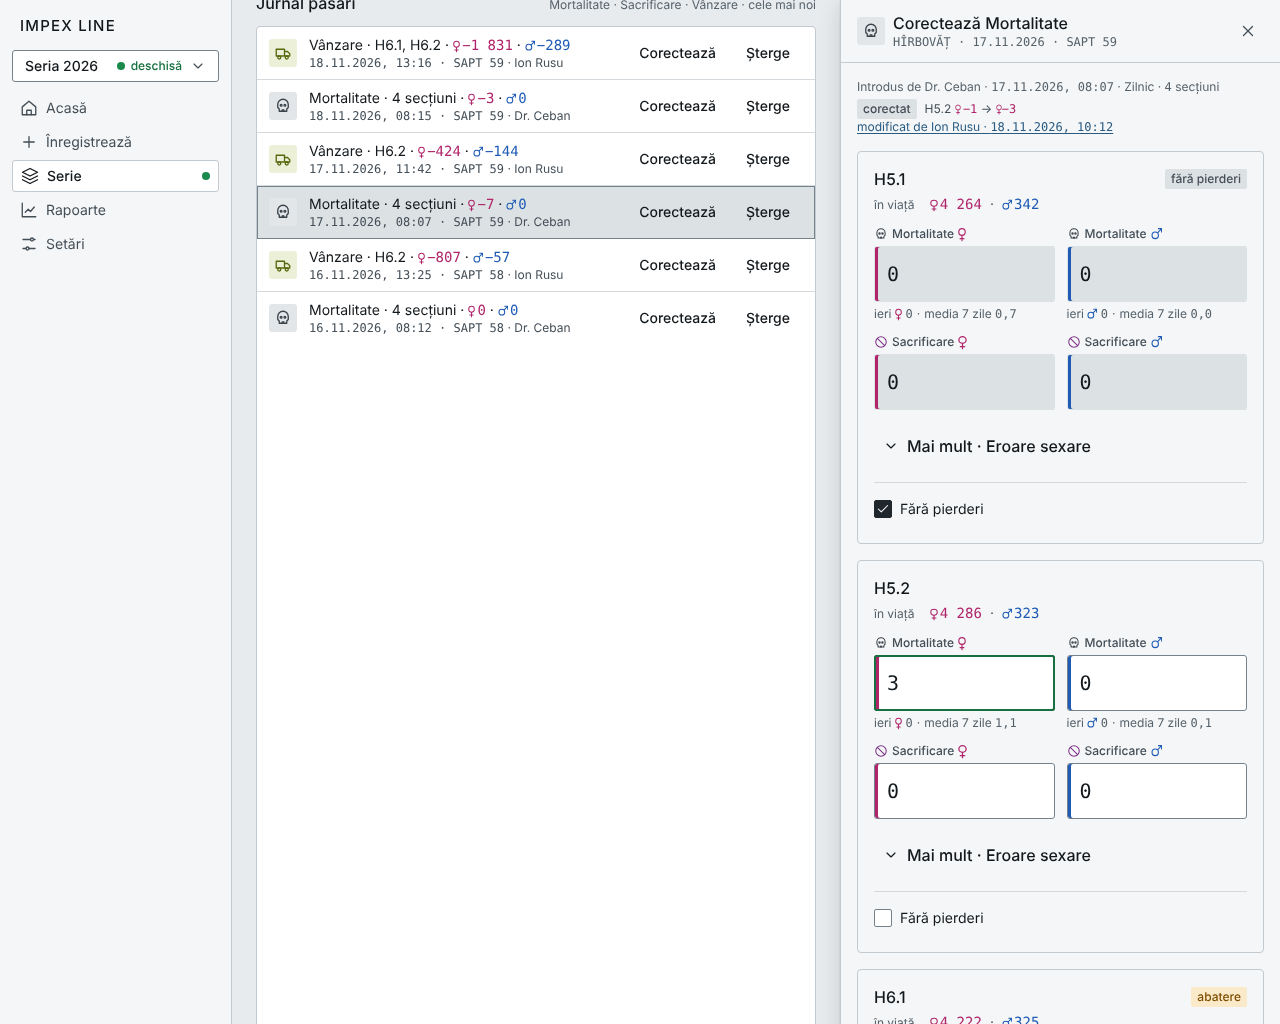 IMPEX LINE
Seria 2026 deschisă
Acasă
Înregistrează
Serie
Rapoarte
Setări
Jurnal păsări
Mortalitate · Sacrificare · Vânzare · cele mai noi
Vânzare · H6.1, H6.2 · ♀−1 831 · ♂−289
18.11.2026, 13:16 · SAPT 59 · Ion Rusu
Corectează Șterge
Mortalitate · 4 secțiuni · ♀−3 · ♂0
18.11.2026, 08:15 · SAPT 59 · Dr. Ceban
Corectează Șterge
Vânzare · H6.2 · ♀−424 · ♂−144
17.11.2026, 11:42 · SAPT 59 · Ion Rusu
Corectează Șterge
Mortalitate · 4 secțiuni · ♀−7 · ♂0
17.11.2026, 08:07 · SAPT 59 · Dr. Ceban
Corectează Șterge
Vânzare · H6.2 · ♀−807 · ♂−57
16.11.2026, 13:25 · SAPT 58 · Ion Rusu
Corectează Șterge
Mortalitate · 4 secțiuni · ♀0 · ♂0
16.11.2026, 08:12 · SAPT 58 · Dr. Ceban
Corectează Șterge
Corectează Mortalitate
HÎRBOVĂȚ · 17.11.2026 · SAPT 59
Introdus de Dr. Ceban · 17.11.2026, 08:07 · Zilnic · 4 secțiuni
corectat H5.2 ♀−1 → ♀−3
modificat de Ion Rusu · 18.11.2026, 10:12
H5.1 fără pierderi
în viață ♀4 264 · ♂342
Mortalitate ♀ Mortalitate ♂
0 0
ieri ♀ 0 · media 7 zile 0,7 ieri ♂ 0 · media 7 zile 0,0
Sacrificare ♀ Sacrificare ♂
0 0
Mai mult · Eroare sexare
Fără pierderi
H5.2
în viață ♀4 286 · ♂323
Mortalitate ♀ Mortalitate ♂
3 0
ieri ♀ 0 · media 7 zile 1,1 ieri ♂ 0 · media 7 zile 0,1
Sacrificare ♀ Sacrificare ♂
0 0
Mai mult · Eroare sexare
Fără pierderi
H6.1 abatere
în viață ♀4 222 · ♂325